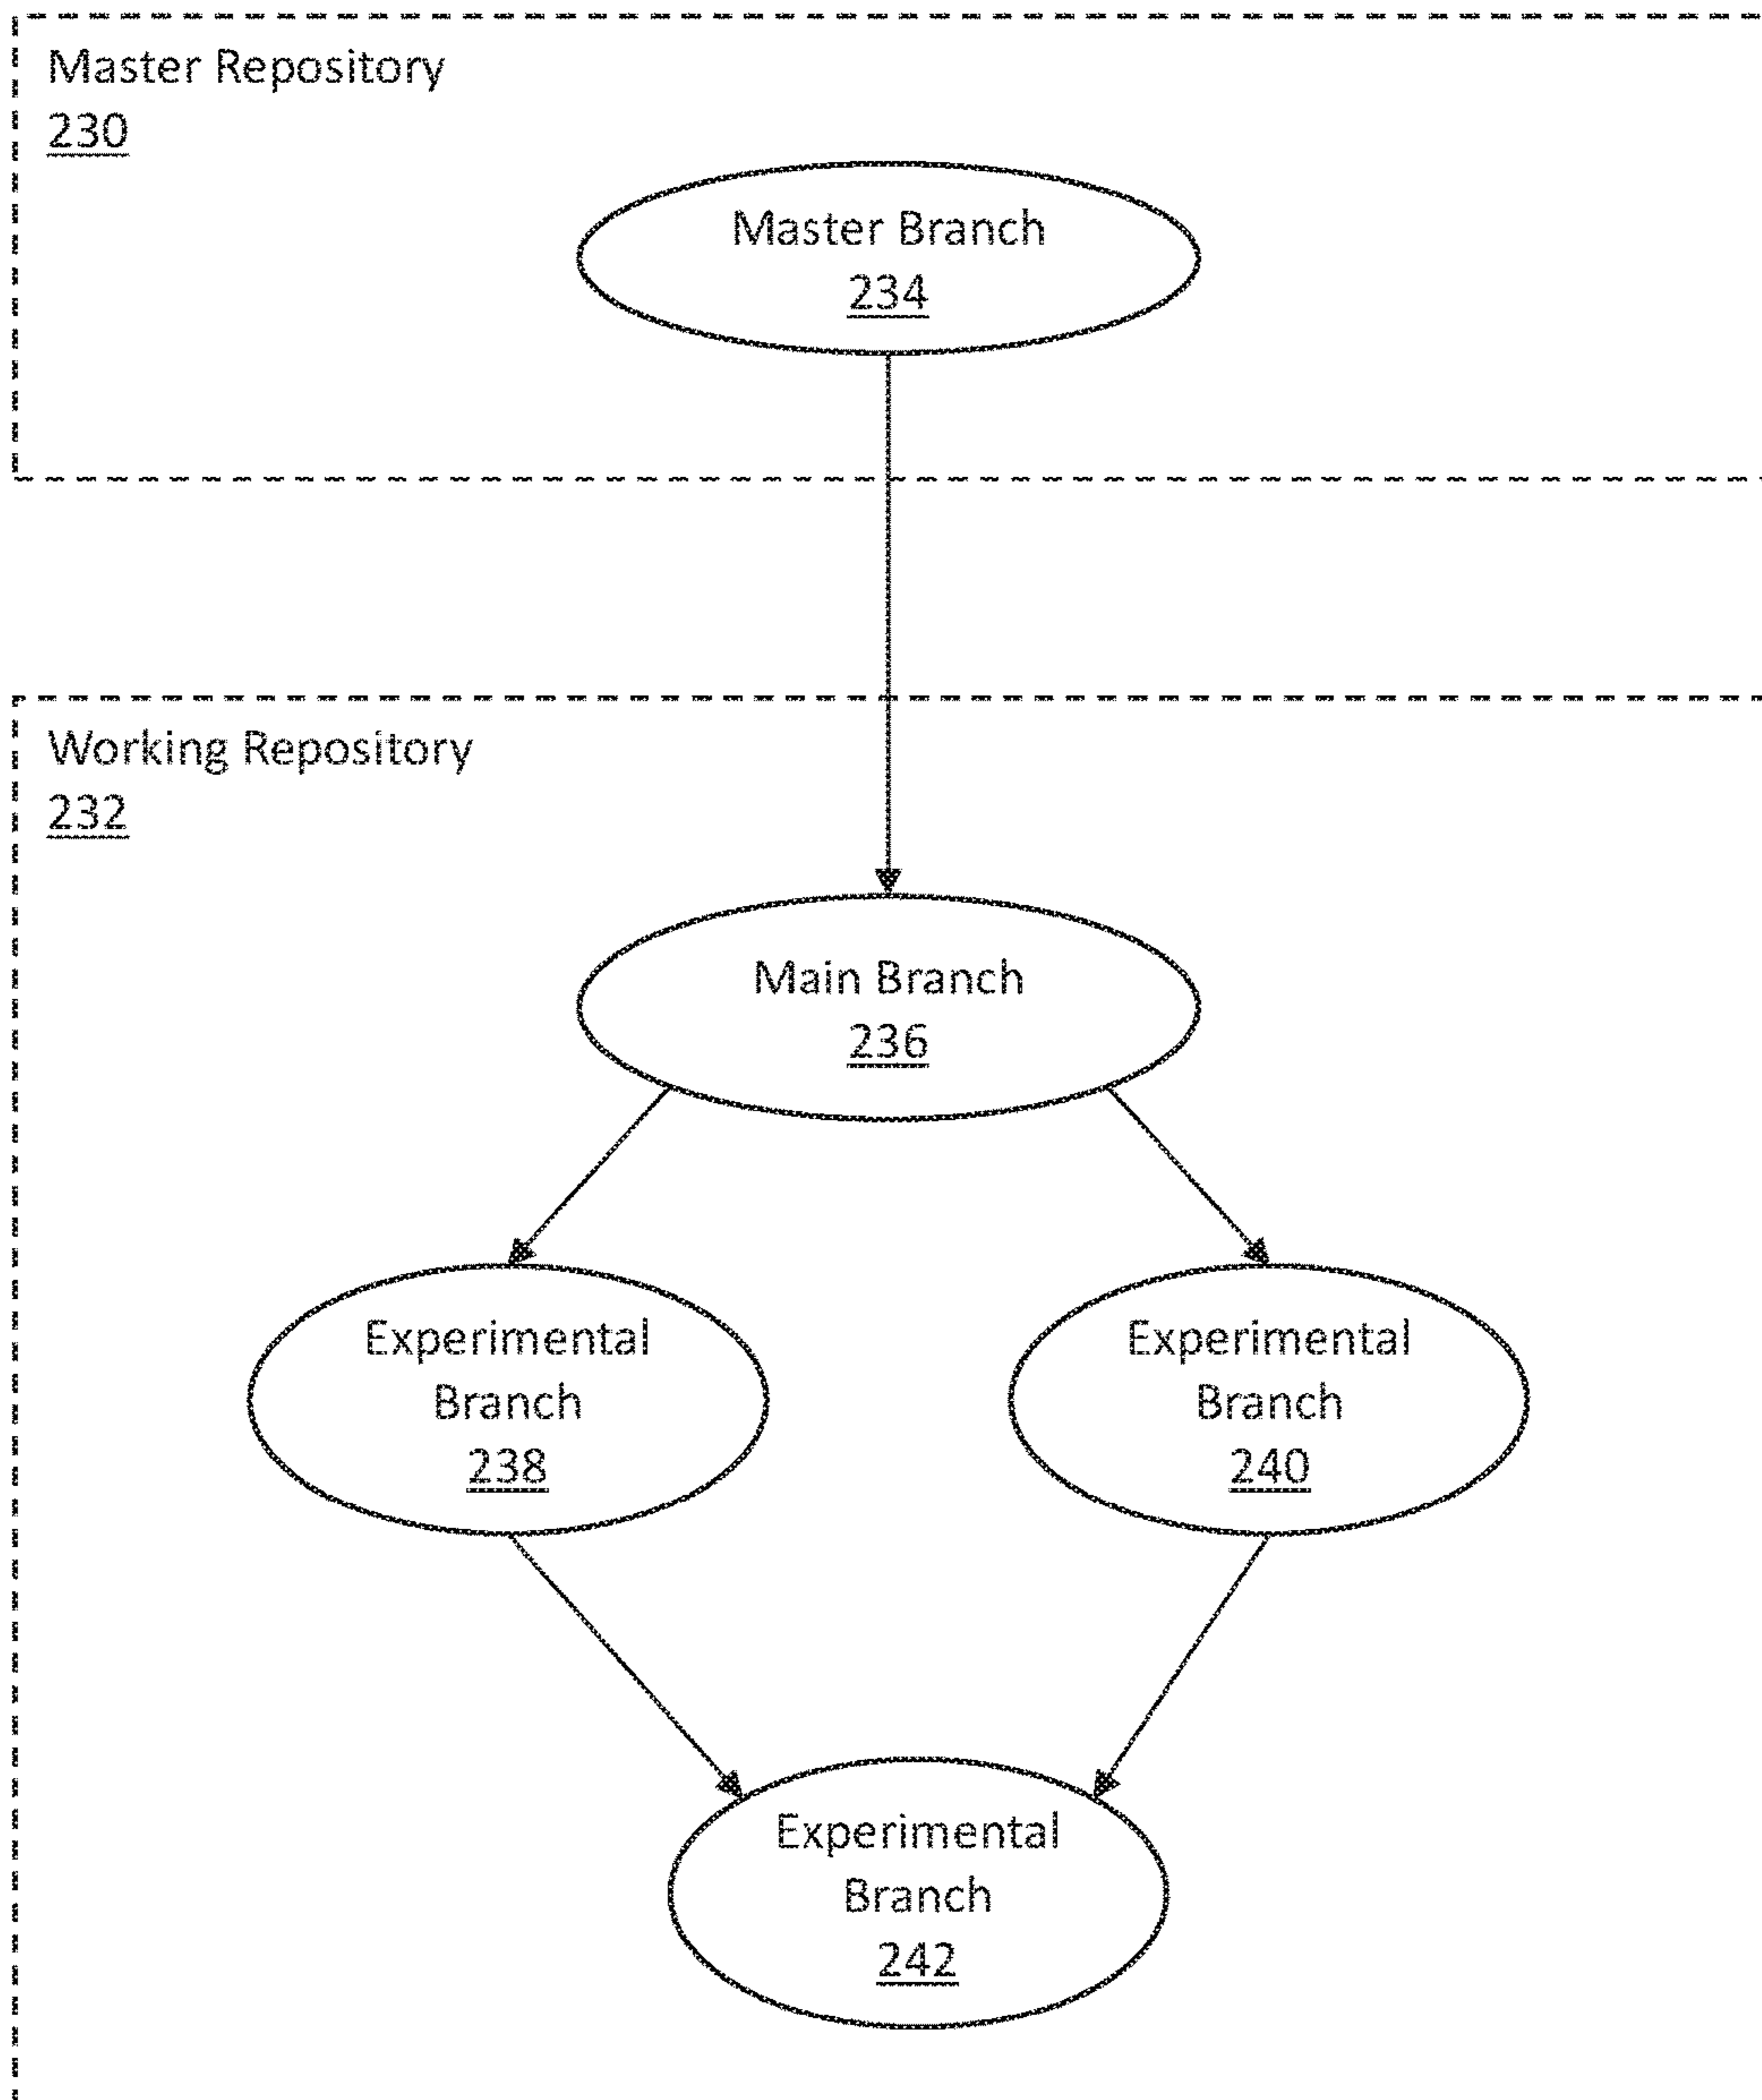 Master Repository
230
Master Branch
234
Working Repository
232
Main Branch
236
Experimental
Branch
238
Experimental
Branch
240
Experimental
Branch
242